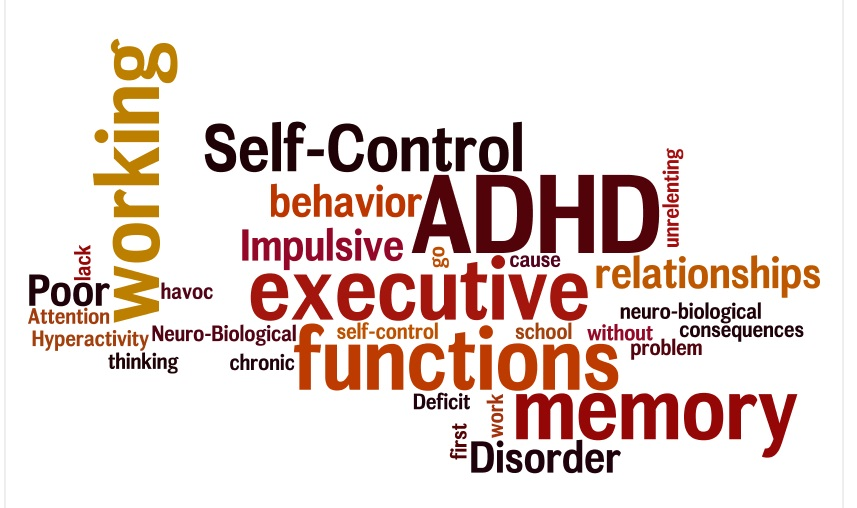 working
Self-Control
ADHD
unrelenting
behavior
Impulsive
go
cause
lack
Poor
havoc
executive
relationships
Attention
neuro-biological
Hyperactivity
Neuro-Biological
self-control
school
without
consequences
thinking
chronic
functions
problem
Deficit
work
memory
first
Disorder